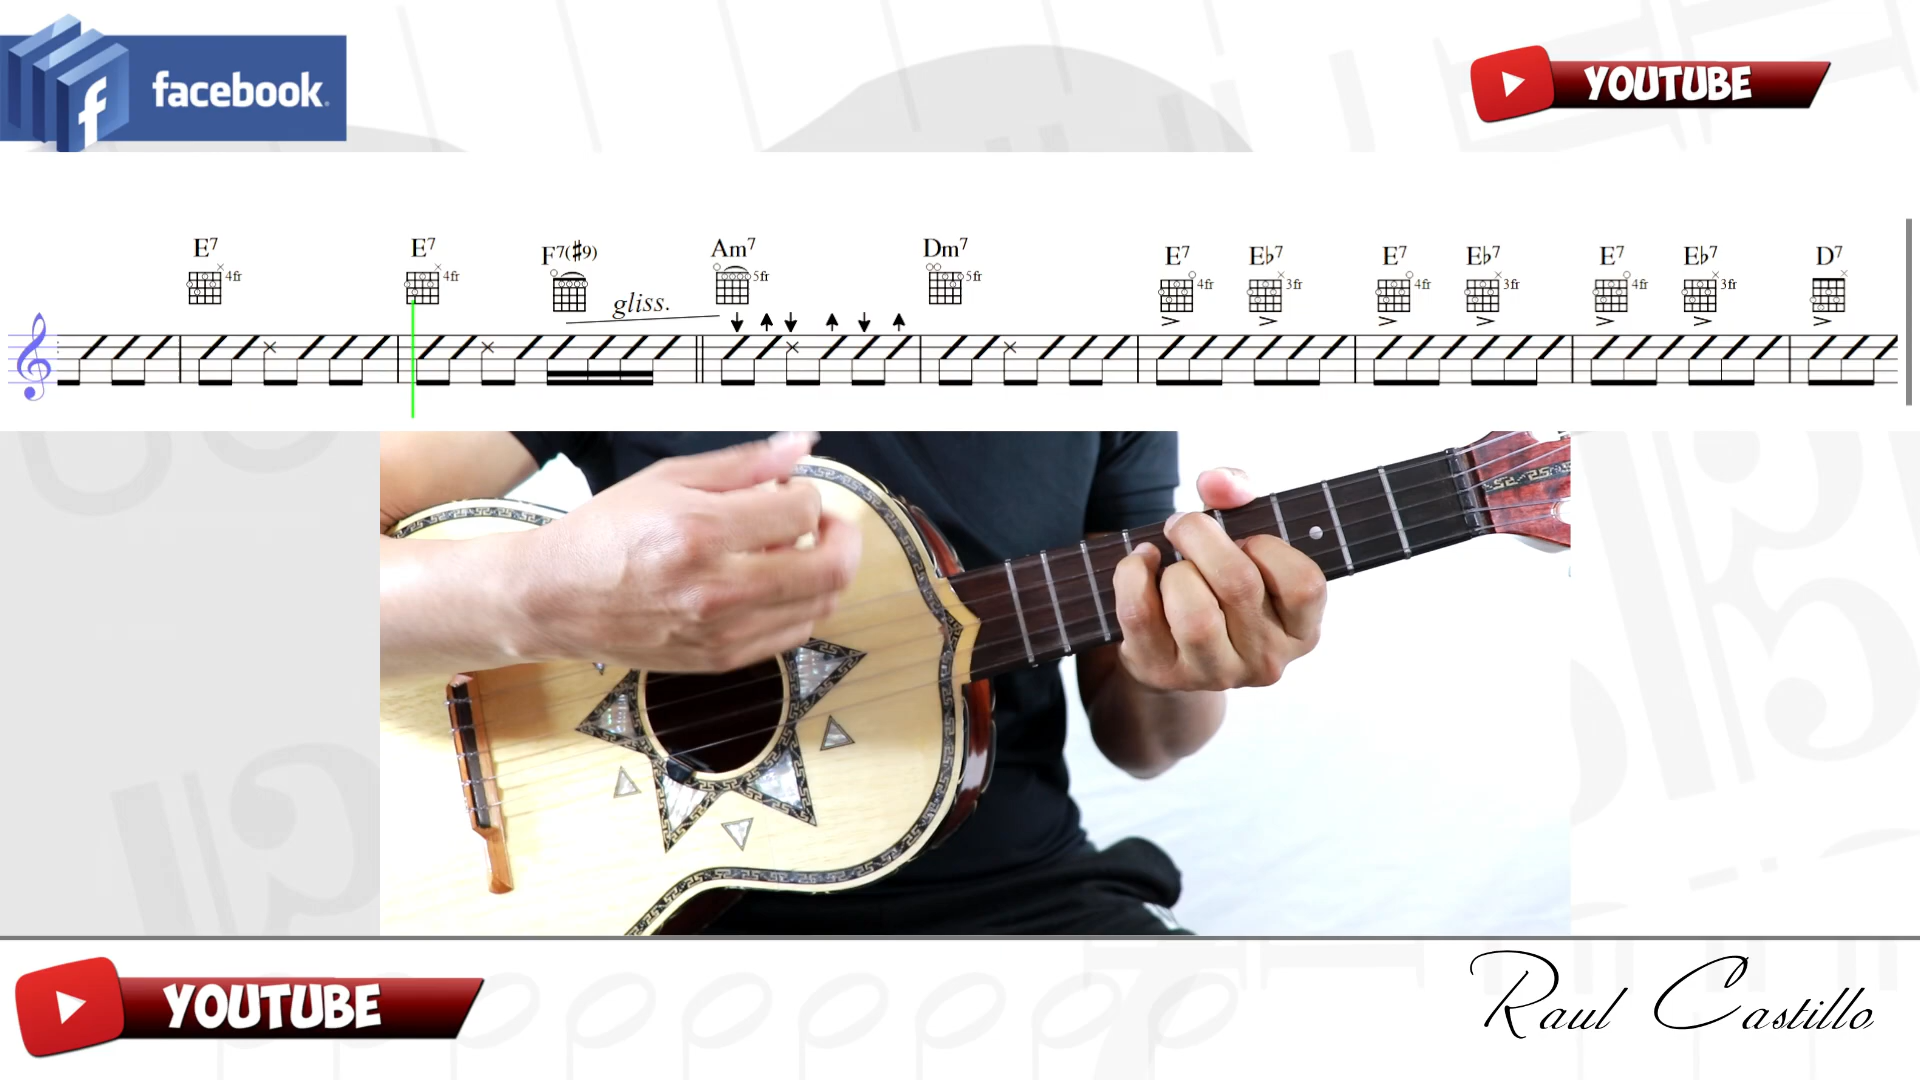 facebook.
YOUTUBE
E7 E7 F7(♯9) Am7 Dm7 E7 E♭7 E7 E♭7 E7 E♭7 D7
4fr 4fr 5fr 5fr 4fr 3fr 4fr 3fr 4fr 3fr
gliss.
YOUTUBE
Raul Castillo